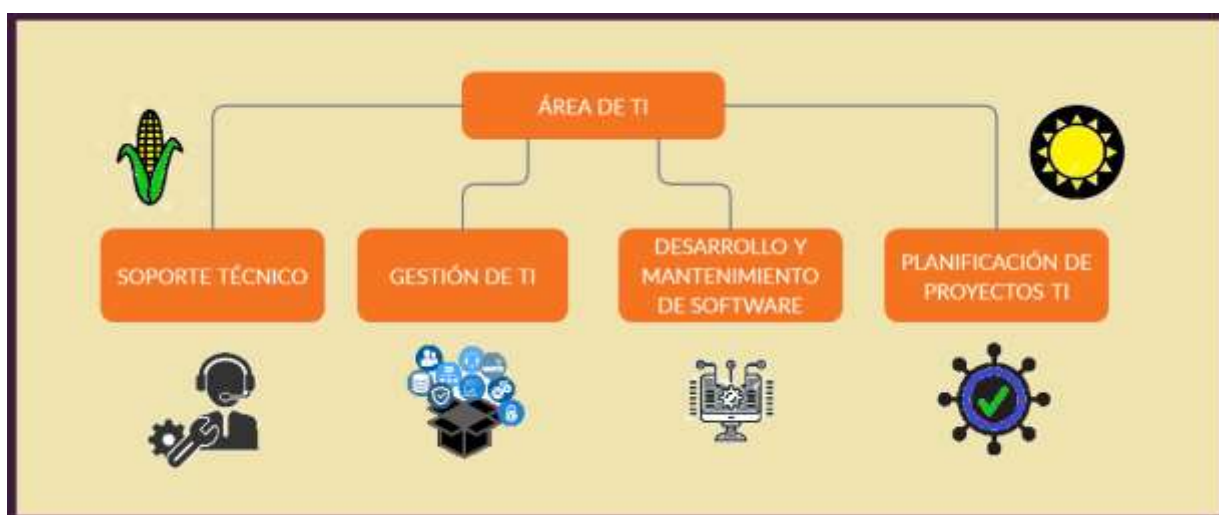 ÁREA DE TI
SOPORTE TÉCNICO
GESTIÓN DE TI
DESARROLLO Y
MANTENIMIENTO
DE SOFTWARE
PLANIFICACIÓN DE
PROYECTOS TI